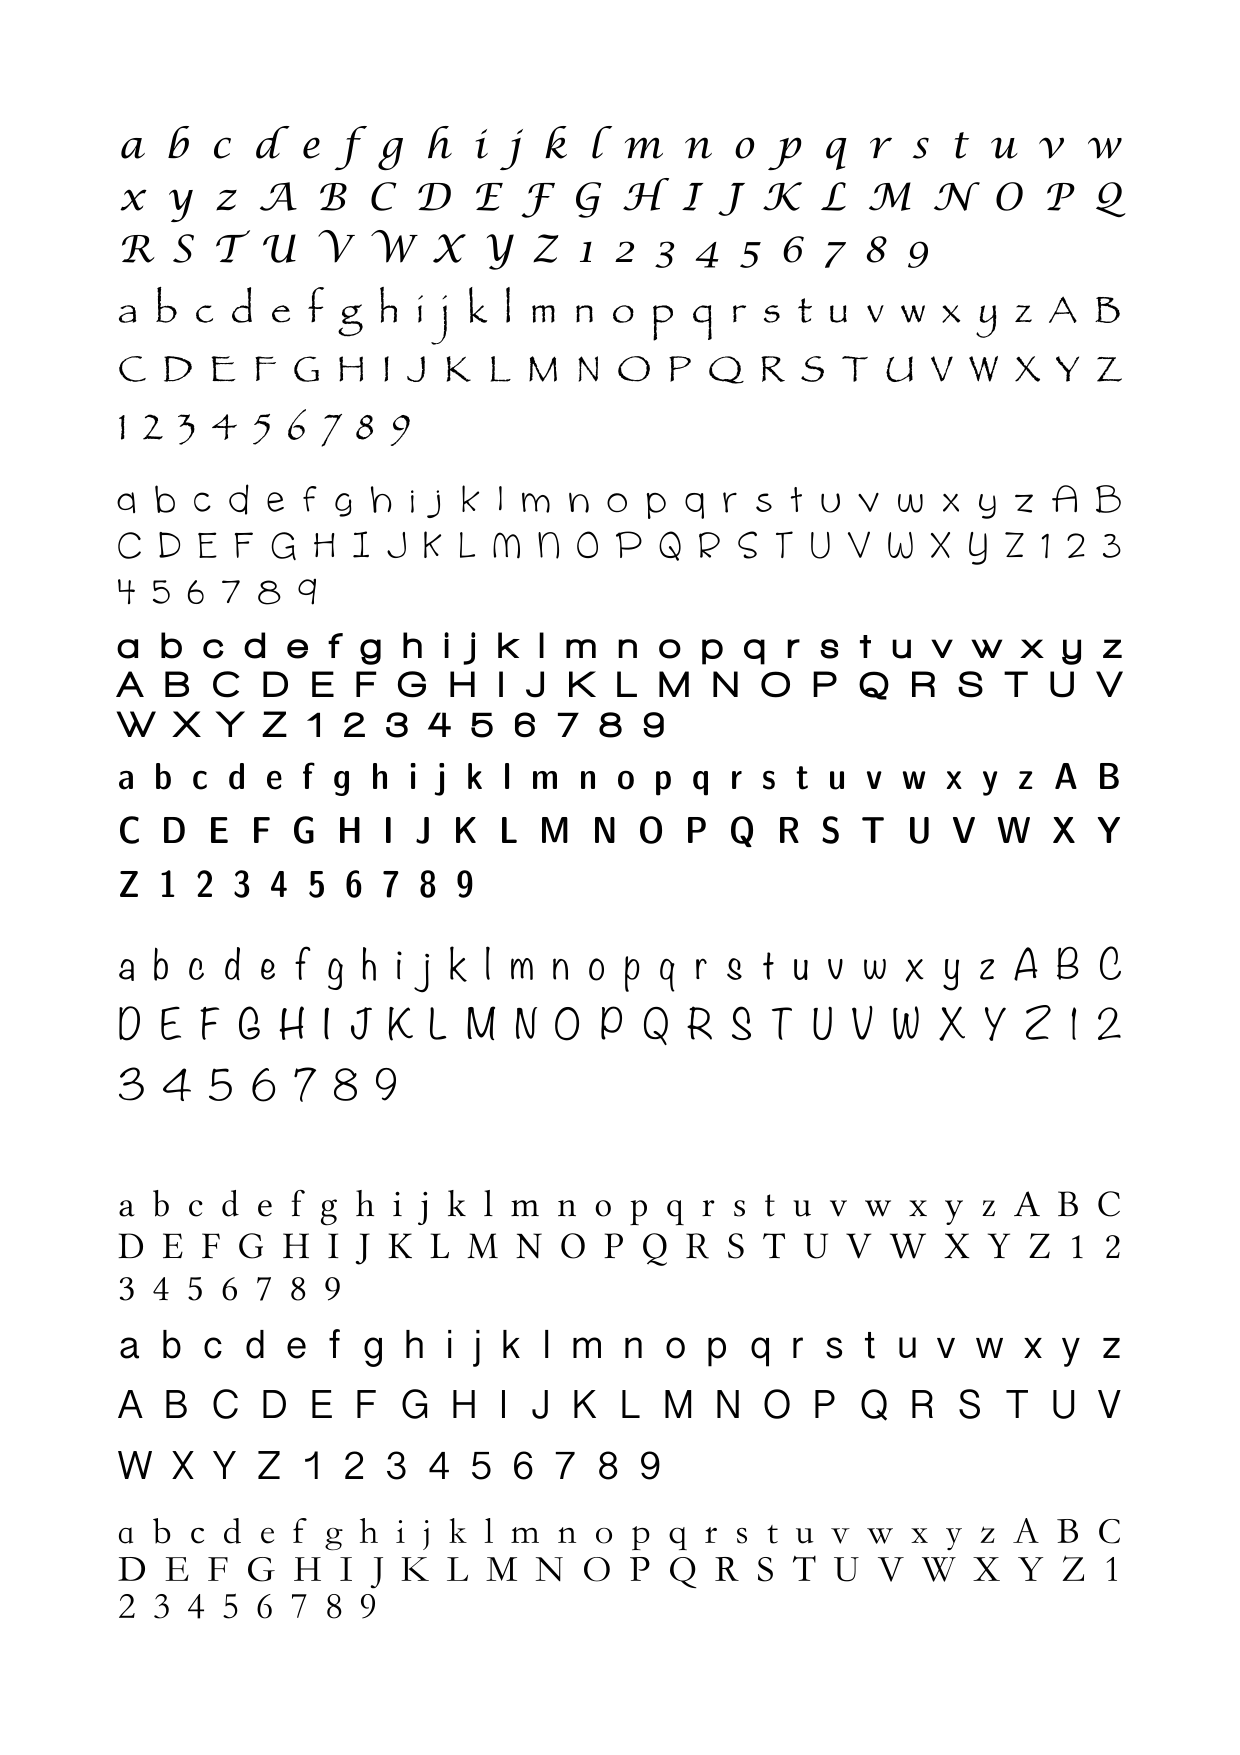 a b c d e f g h i j k l m n o p q r s t u v w
x y z A B C D E F G H I J K L M N O P Q
R S T U V W X Y Z 1 2 3 4 5 6 7 8 9
a b c d e f g h i j k l m n o p q r s t u v w x y z A B
C D E F G H I J K L M N O P Q R S T U V W X Y Z
1 2 3 4 5 6 7 8 9
a b c d e f g h i j k l m n o p q r s t u v w x y z A B
C D E F G H I J K L M N O P Q R S T U V W X Y Z 1 2 3
4 5 6 7 8 9
a b c d e f g h i j k l m n o p q r s t u v w x y z
A B C D E F G H I J K L M N O P Q R S T U V
W X Y Z 1 2 3 4 5 6 7 8 9
a b c d e f g h i j k l m n o p q r s t u v w x y z A B
C D E F G H I J K L M N O P Q R S T U V W X Y
Z 1 2 3 4 5 6 7 8 9
a b c d e f g h i j k l m n o p q r s t u v w x y z A B C
D E F G H I J K L M N O P Q R S T U V W X Y Z 1 2
3 4 5 6 7 8 9
a b c d e f g h i j k l m n o p q r s t u v w x y z A B C
D E F G H I J K L M N O P Q R S T U V W X Y Z 1 2
3 4 5 6 7 8 9
a b c d e f g h i j k l m n o p q r s t u v w x y z
A B C D E F G H I J K L M N O P Q R S T U V
W X Y Z 1 2 3 4 5 6 7 8 9
a b c d e f g h i j k l m n o p q r s t u v w x y z A B C
D E F G H I J K L M N O P Q R S T U V W X Y Z 1
2 3 4 5 6 7 8 9